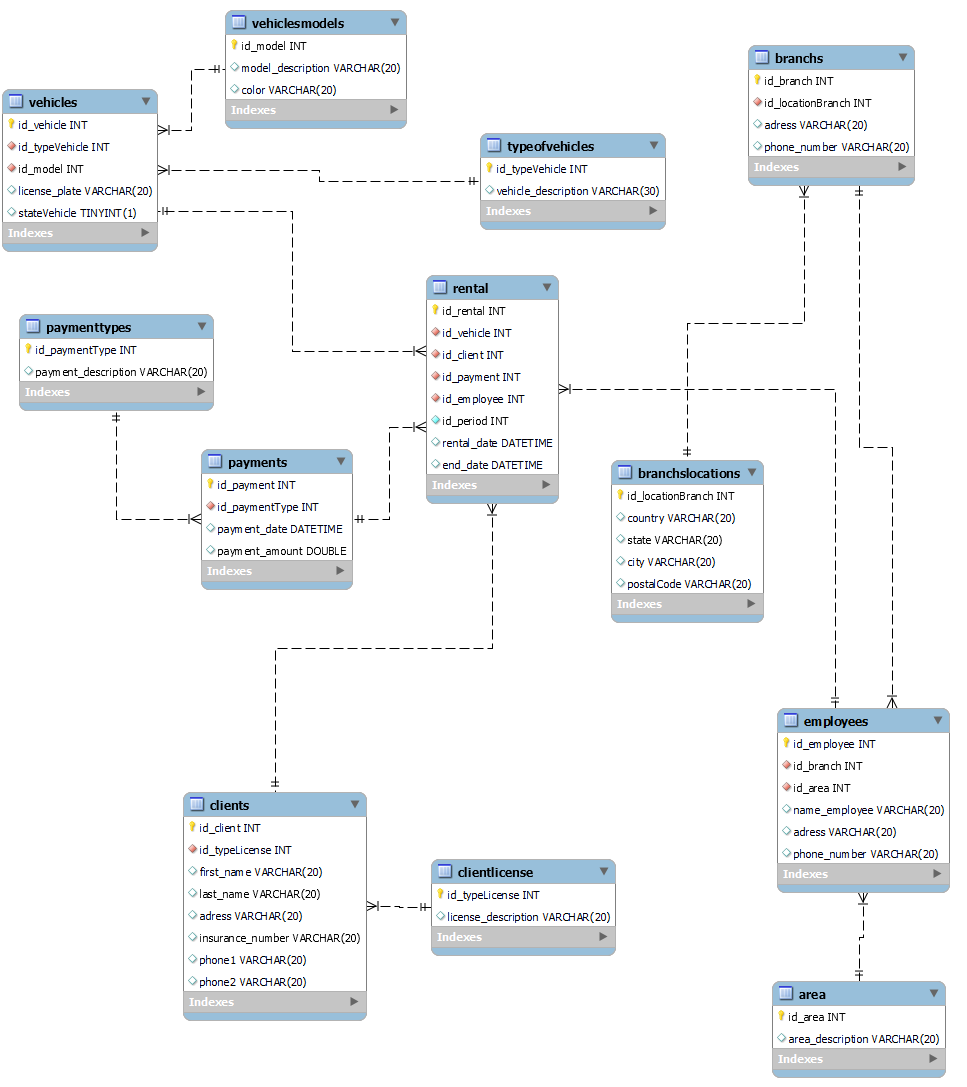 vehiclesmodels
id_model INT
model_description VARCHAR(20)
color VARCHAR(20)
Indexes
branchs
id_branch INT
id_locationBranch INT
adress VARCHAR(20)
phone_number VARCHAR(20)
Indexes
vehicles
id_vehicle INT
id_typeVehicle INT
id_model INT
license_plate VARCHAR(20)
stateVehicle TINYINT(1)
Indexes
typeofvehicles
id_typeVehicle INT
vehicle_description VARCHAR(30)
Indexes
rental
id_rental INT
id_vehicle INT
id_client INT
id_payment INT
id_employee INT
id_period INT
rental_date DATETIME
end_date DATETIME
Indexes
paymenttypes
id_paymentType INT
payment_description VARCHAR(20)
Indexes
payments
id_payment INT
id_paymentType INT
payment_date DATETIME
payment_amount DOUBLE
Indexes
branchslocations
id_locationBranch INT
country VARCHAR(20)
state VARCHAR(20)
city VARCHAR(20)
postalCode VARCHAR(20)
Indexes
employees
id_employee INT
id_branch INT
id_area INT
name_employee VARCHAR(20)
adress VARCHAR(20)
phone_number VARCHAR(20)
Indexes
clients
id_client INT
id_typeLicense INT
first_name VARCHAR(20)
last_name VARCHAR(20)
adress VARCHAR(20)
insurance_number VARCHAR(20)
phone1 VARCHAR(20)
phone2 VARCHAR(20)
Indexes
clientlicense
id_typeLicense INT
license_description VARCHAR(20)
Indexes
area
id_area INT
area_description VARCHAR(20)
Indexes